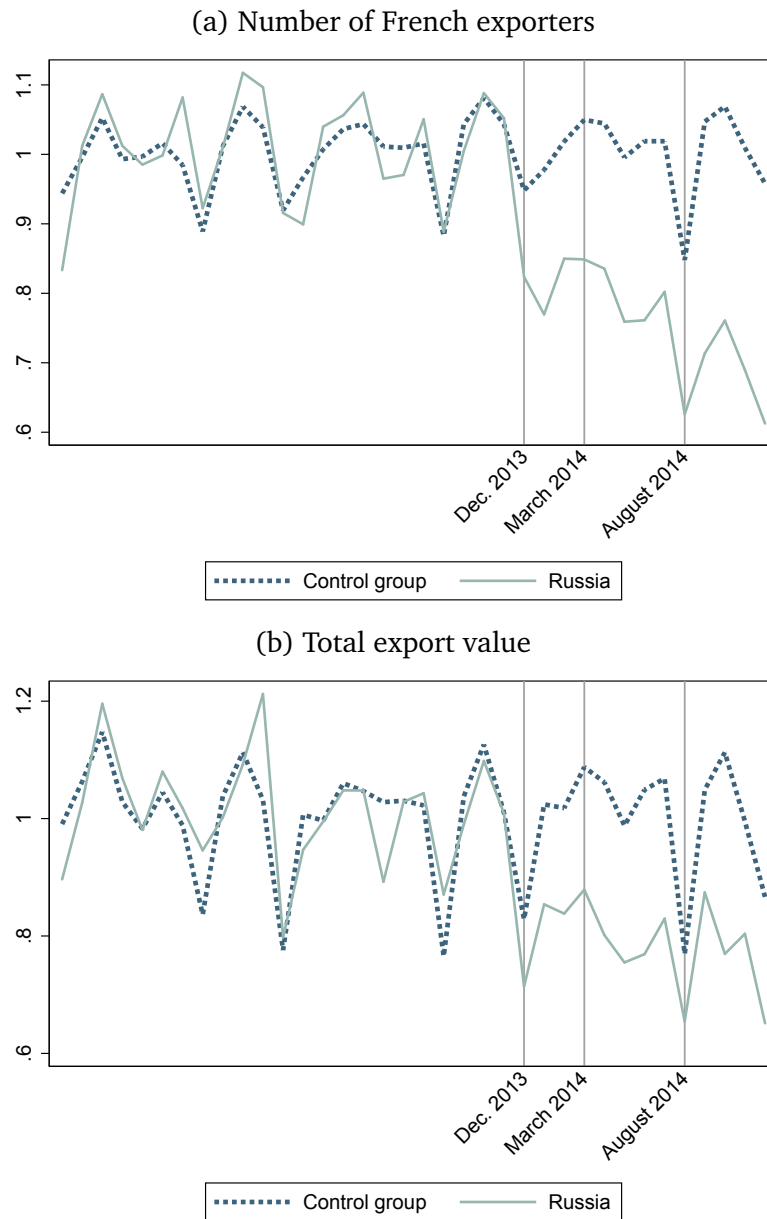 (a) Number of French exporters
1.1
1
.9
.8
.7
.6
Dec. 2013
March 2014
August 2014
Control group
Russia
(b) Total export value
1.2
1
.8
.6
Dec. 2013
March 2014
August 2014
Control group
Russia